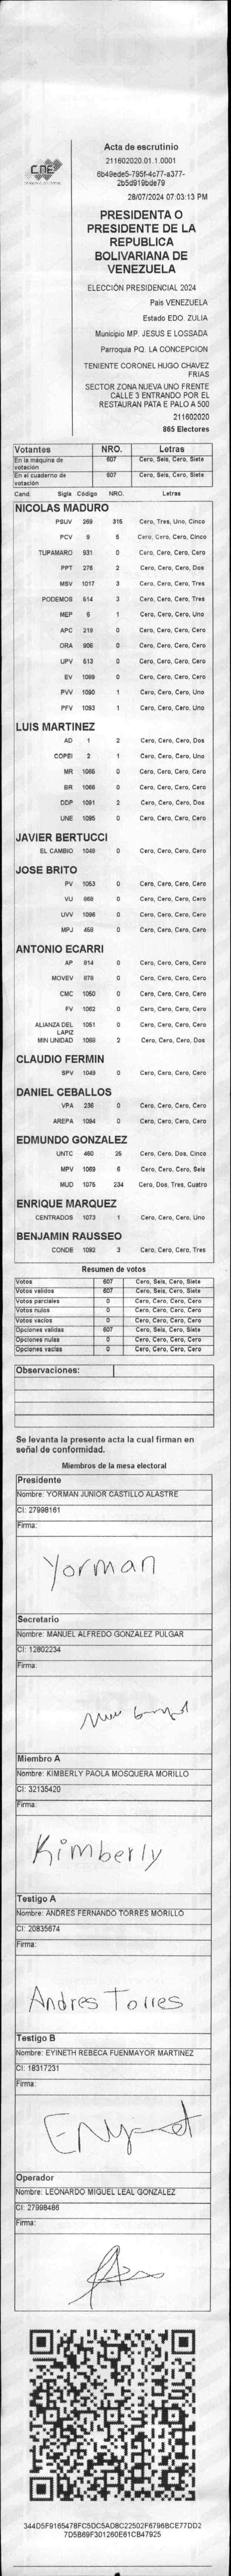 CNE
Acta de escrutinio
211602020.01.1.0001
6b49ede5-795f-4c77-a377-
2b5d919bde79
28/07/2024 07:03:13 PM
PRESIDENTA O
PRESIDENTE DE LA
REPUBLICA
BOLIVARIANA DE
VENEZUELA
ELECCIÓN PRESIDENCIAL 2024
País VENEZUELA
Estado EDO. ZULIA
Municipio MP. JESUS E LOSSADA
Parroquia PQ. LA CONCEPCION
TENIENTE CORONEL HUGO CHAVEZ
FRIAS
SECTOR ZONA NUEVA UNO FRENTE
CALLE 3 ENTRANDO POR EL
RESTAURAN PATA E PALO A 500
211602020
865 Electores
Votantes NRO. Letras
En la máquina de votación 607 Cero, Seis, Cero, Siete
En el cuaderno de votación 607 Cero, Seis, Cero, Siete
Cand. Sigla Código NRO. Letras
NICOLAS MADURO
PSUV 269 315 Cero, Tres, Uno, Cinco
PCV 9 5 Cero, Cero, Cero, Cinco
TUPAMARO 931 0 Cero, Cero, Cero, Cero
PPT 276 2 Cero, Cero, Cero, Dos
MSV 1017 3 Cero, Cero, Cero, Tres
PODEMOS 614 3 Cero, Cero, Cero, Tres
MEP 6 1 Cero, Cero, Cero, Uno
APC 219 0 Cero, Cero, Cero, Cero
ORA 906 0 Cero, Cero, Cero, Cero
UPV 613 0 Cero, Cero, Cero, Cero
EV 1089 0 Cero, Cero, Cero, Cero
PVV 1090 1 Cero, Cero, Cero, Uno
PFV 1093 1 Cero, Cero, Cero, Uno
LUIS MARTINEZ
AD 1 2 Cero, Cero, Cero, Dos
COPEI 2 1 Cero, Cero, Cero, Uno
MR 1065 0 Cero, Cero, Cero, Cero
BR 1066 0 Cero, Cero, Cero, Cero
DDP 1091 2 Cero, Cero, Cero, Dos
UNE 1095 0 Cero, Cero, Cero, Cero
JAVIER BERTUCCI
EL CAMBIO 1048 0 Cero, Cero, Cero, Cero
JOSE BRITO
PV 1053 0 Cero, Cero, Cero, Cero
VU 868 0 Cero, Cero, Cero, Cero
UVV 1096 0 Cero, Cero, Cero, Cero
MPJ 459 0 Cero, Cero, Cero, Cero
ANTONIO ECARRI
AP 814 0 Cero, Cero, Cero, Cero
MOVEV 878 0 Cero, Cero, Cero, Cero
CMC 1050 0 Cero, Cero, Cero, Cero
FV 1062 0 Cero, Cero, Cero, Cero
ALIANZA DEL LAPIZ 1051 0 Cero, Cero, Cero, Cero
MIN UNIDAD 1068 2 Cero, Cero, Cero, Dos
CLAUDIO FERMIN
SPV 1049 0 Cero, Cero, Cero, Cero
DANIEL CEBALLOS
VPA 236 0 Cero, Cero, Cero, Cero
AREPA 1094 0 Cero, Cero, Cero, Cero
EDMUNDO GONZALEZ
UNTC 460 25 Cero, Cero, Dos, Cinco
MPV 1069 6 Cero, Cero, Cero, Seis
MUD 1075 234 Cero, Dos, Tres, Cuatro
ENRIQUE MARQUEZ
CENTRADOS 1073 1 Cero, Cero, Cero, Uno
BENJAMIN RAUSSEO
CONDE 1092 3 Cero, Cero, Cero, Tres
Resumen de votos
Votos 607 Cero, Seis, Cero, Siete
Votos validos 607 Cero, Seis, Cero, Siete
Votos parciales 0 Cero, Cero, Cero, Cero
Votos nulos 0 Cero, Cero, Cero, Cero
Votos vacíos 0 Cero, Cero, Cero, Cero
Opciones validas 607 Cero, Seis, Cero, Siete
Opciones nulas 0 Cero, Cero, Cero, Cero
Opciones vacías 0 Cero, Cero, Cero, Cero
Observaciones:
Se levanta la presente acta la cual firman en
señal de conformidad.
Miembros de la mesa electoral
Presidente
Nombre: YORMAN JUNIOR CASTILLO ALASTRE
CI: 27998161
Firma:
Yorman
Secretario
Nombre: MANUEL ALFREDO GONZALEZ PULGAR
CI: 12802234
Firma:
Miembro A
Nombre: KIMBERLY PAOLA MOSQUERA MORILLO
CI: 32135420
Firma:
Kimberly
Testigo A
Nombre: ANDRES FERNANDO TORRES MORILLO
CI: 20835674
Firma:
Andres Torres
Testigo B
Nombre: EYINETH REBECA FUENMAYOR MARTINEZ
CI: 18317231
Firma:
Operador
Nombre: LEONARDO MIGUEL LEAL GONZALEZ
CI: 27998486
Firma:
344D5F9165478FC5DC5AD8C22502F6796BCE77DD2
7D5B69F301260E61CB47925